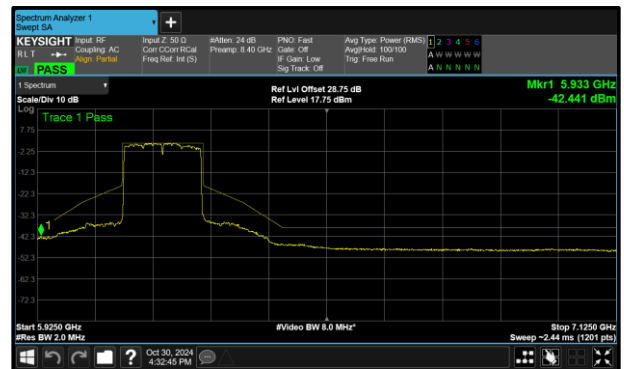 Spectrum Analyzer 1
Swept SA
+
KEYSIGHT Input: RF
RLT Coupling: AC
Align: Partial
LM PASS
Input Z: 50 Ω
Corr CCorr RCal
Freq Ref: Int (S)
#Atten: 24 dB
Preamp: 8.40 GHz
PNO: Fast
Gate: Off
IF Gain: Low
Sig Track: Off
Avg Type: Power (RMS)
Avg|Hold: 100/100
Trig: Free Run
1 2 3 4 5 6
A W W W W W
A N N N N N
1 Spectrum
Scale/Div 10 dB
Ref Lvl Offset 28.75 dB
Ref Level 17.75 dBm
Mkr1 5.933 GHz
-42.441 dBm
Log
Trace 1 Pass
7.75
-2.25
-12.3
-22.3
-32.3
1
-42.3
-52.3
-62.3
-72.3
Start 5.9250 GHz
#Res BW 2.0 MHz
#Video BW 8.0 MHz*
Stop 7.1250 GHz
Sweep ~2.44 ms (1201 pts)
?
Oct 30, 2024
4:32:45 PM